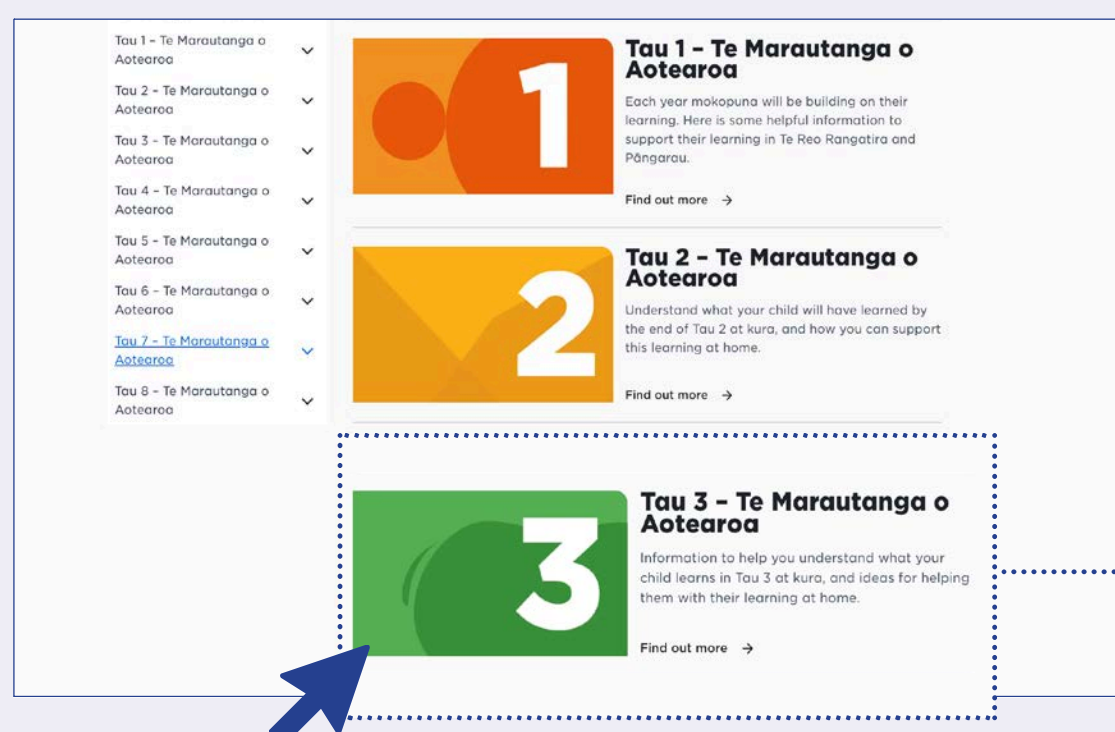 Tau 1 – Te Marautanga o
Aotearoa
Tau 2 – Te Marautanga o
Aotearoa
Tau 3 – Te Marautanga o
Aotearoa
Tau 4 – Te Marautanga o
Aotearoa
Tau 5 – Te Marautanga o
Aotearoa
Tau 6 – Te Marautanga o
Aotearoa
Tau 7 – Te Marautanga o
Aotearoa
Tau 8 – Te Marautanga o
Aotearoa
1
Tau 1 – Te Marautanga o
Aotearoa
Each year mokopuna will be building on their
learning. Here is some helpful information to
support their learning in Te Reo Rangatira and
Pāngarau.
Find out more →
2
Tau 2 – Te Marautanga o
Aotearoa
Understand what your child will have learned by
the end of Tau 2 at kura, and how you can support
this learning at home.
Find out more →
3
Tau 3 – Te Marautanga o
Aotearoa
Information to help you understand what your
child learns in Tau 3 at kura, and ideas for helping
them with their learning at home.
Find out more →